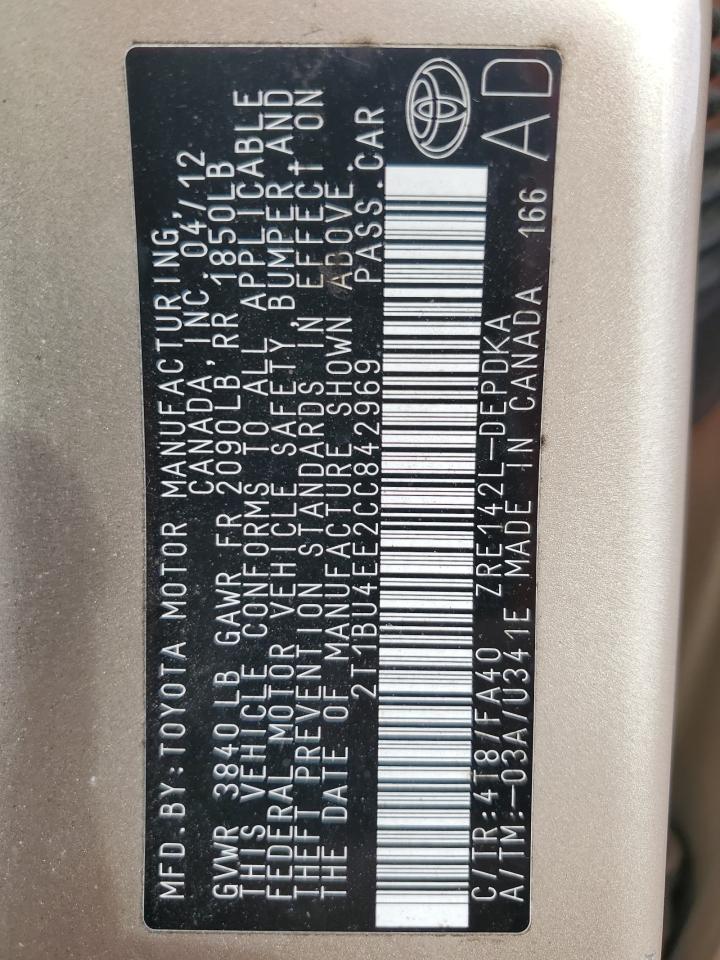 MFD.BY:TOYOTA MOTOR MANUFACTURING,
CANADA, INC. 04/12
GVWR 3840 LB GAWR FR 2090LB, RR 1850LB
THIS VEHICLE CONFORMS TO ALL APPLICABLE
FEDERAL MOTOR VEHICLE SAFETY, BUMPER, AND
THEFT PREVENTION STANDARDS IN EFFECT ON
THE DATE OF MANUFACTURE SHOWN ABOVE.
2T1BU4EE2CC842969 PASS.CAR
C/TR:4T8/FA40 ZRE142L-DEPDKA
A/TM:-03A/U341E MADE IN CANADA 166 AD